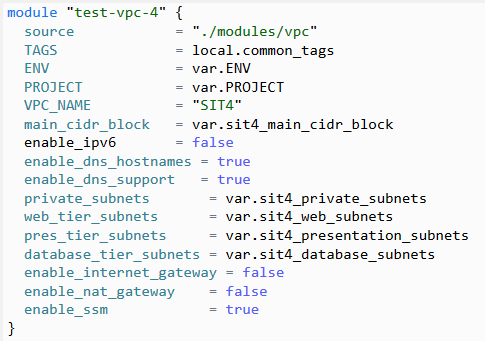 module "test-vpc-4" {
  source             = "./modules/vpc"
  TAGS               = local.common_tags
  ENV                = var.ENV
  PROJECT            = var.PROJECT
  VPC_NAME           = "SIT4"
  main_cidr_block    = var.sit4_main_cidr_block
  enable_ipv6        = false
  enable_dns_hostnames = true
  enable_dns_support   = true
  private_subnets       = var.sit4_private_subnets
  web_tier_subnets      = var.sit4_web_subnets
  pres_tier_subnets     = var.sit4_presentation_subnets
  database_tier_subnets = var.sit4_database_subnets
  enable_internet_gateway = false
  enable_nat_gateway    = false
  enable_ssm            = true
}